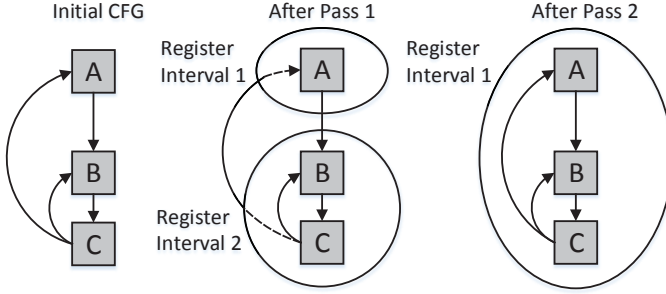 Initial CFG
After Pass 1
After Pass 2
A
B
C
Register
Interval 1
A
B
C
Register
Interval 2
Register
Interval 1
A
B
C